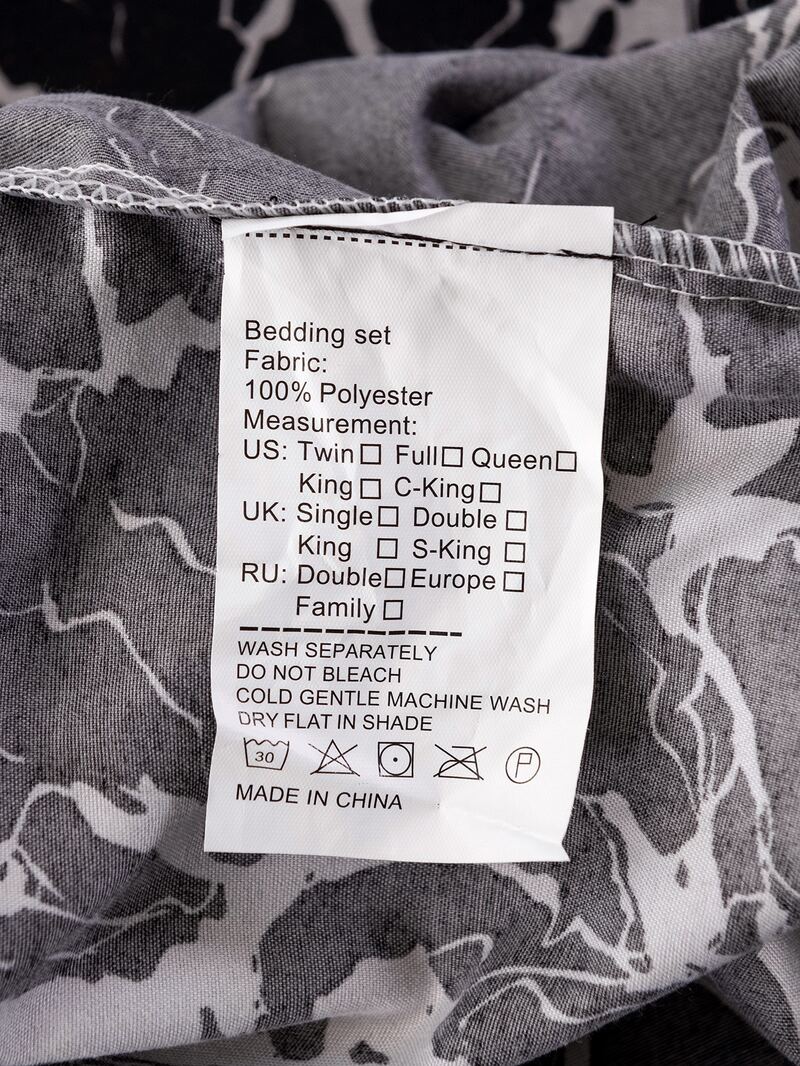 Bedding set
Fabric:
100% Polyester
Measurement:
US: Twin☐ Full☐ Queen☐
King☐ C-King☐
UK: Single☐ Double ☐
King ☐ S-King ☐
RU: Double☐ Europe ☐
Family ☐
WASH SEPARATELY
DO NOT BLEACH
COLD GENTLE MACHINE WASH
DRY FLAT IN SHADE
30 P
MADE IN CHINA